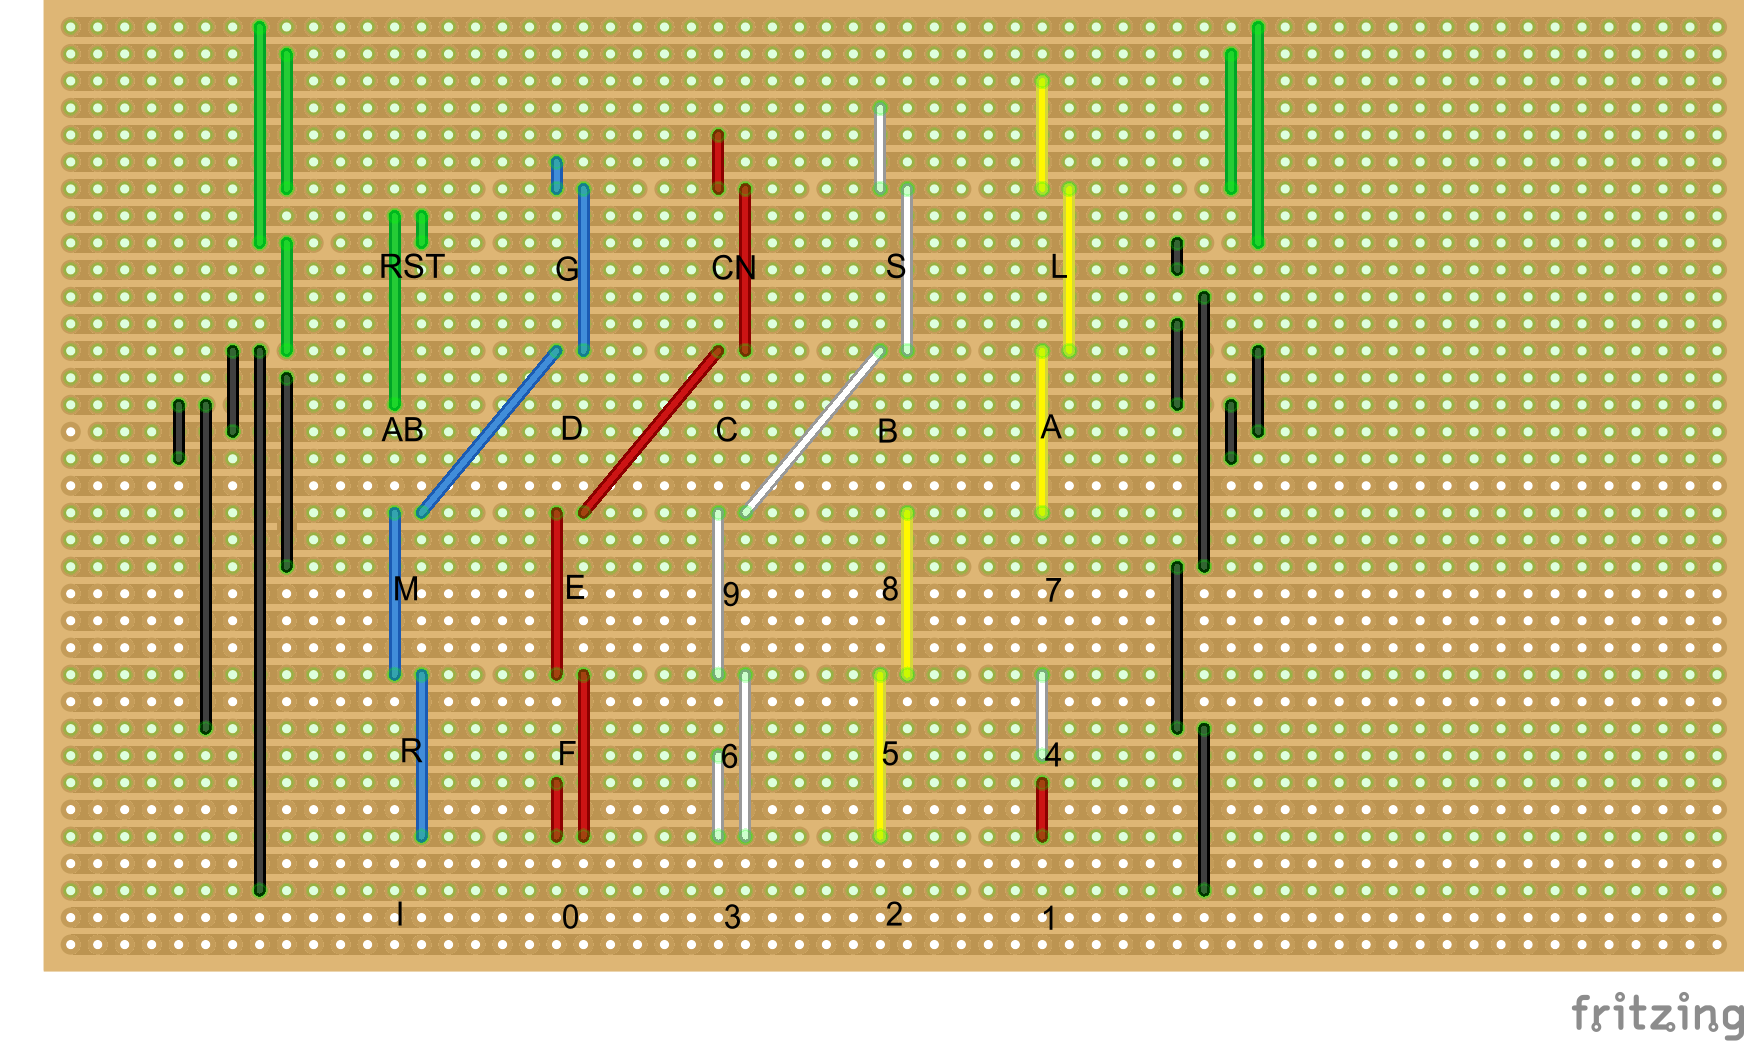 RST G CN S L
AB D C B A
M E 9 8 7
R F 6 5 4
I 0 3 2 1
fritzing